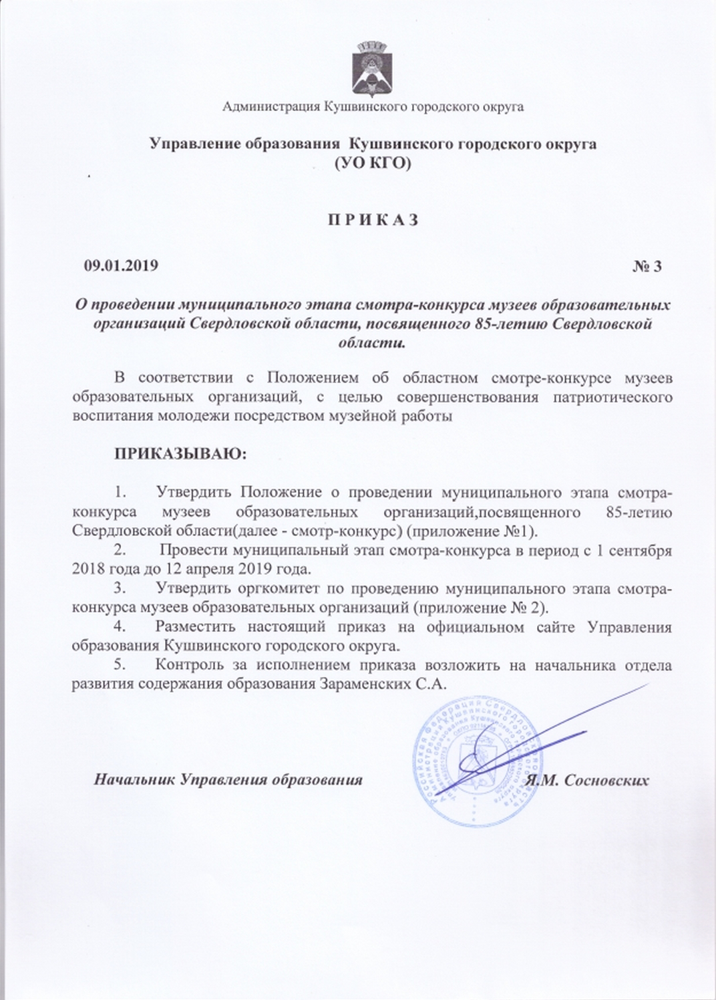 Администрация Кушвинского городского округа
Управление образования Кушвинского городского округа
(УО КГО)
П Р И К А З
09.01.2019 № 3
О проведении муниципального этапа смотра-конкурса музеев образовательных
организаций Свердловской области, посвященного 85-летию Свердловской
области.
В соответствии с Положением об областном смотре-конкурсе музеев
образовательных организаций, с целью совершенствования патриотического
воспитания молодежи посредством музейной работы
ПРИКАЗЫВАЮ:
1. Утвердить Положение о проведении муниципального этапа смотра-
конкурса музеев образовательных организаций,посвященного 85-летию
Свердловской области(далее - смотр-конкурс) (приложение №1).
2. Провести муниципальный этап смотра-конкурса в период с 1 сентября
2018 года до 12 апреля 2019 года.
3. Утвердить оргкомитет по проведению муниципального этапа смотра-
конкурса музеев образовательных организаций (приложение № 2).
4. Разместить настоящий приказ на официальном сайте Управления
образования Кушвинского городского округа.
5. Контроль за исполнением приказа возложить на начальника отдела
развития содержания образования Зараменских С.А.
Российская Федерация Свердловская область
Администрация Кушвинского городского округа
Управление образования Кушвинского городского округа
Начальник Управления образования Я.М. Сосновских